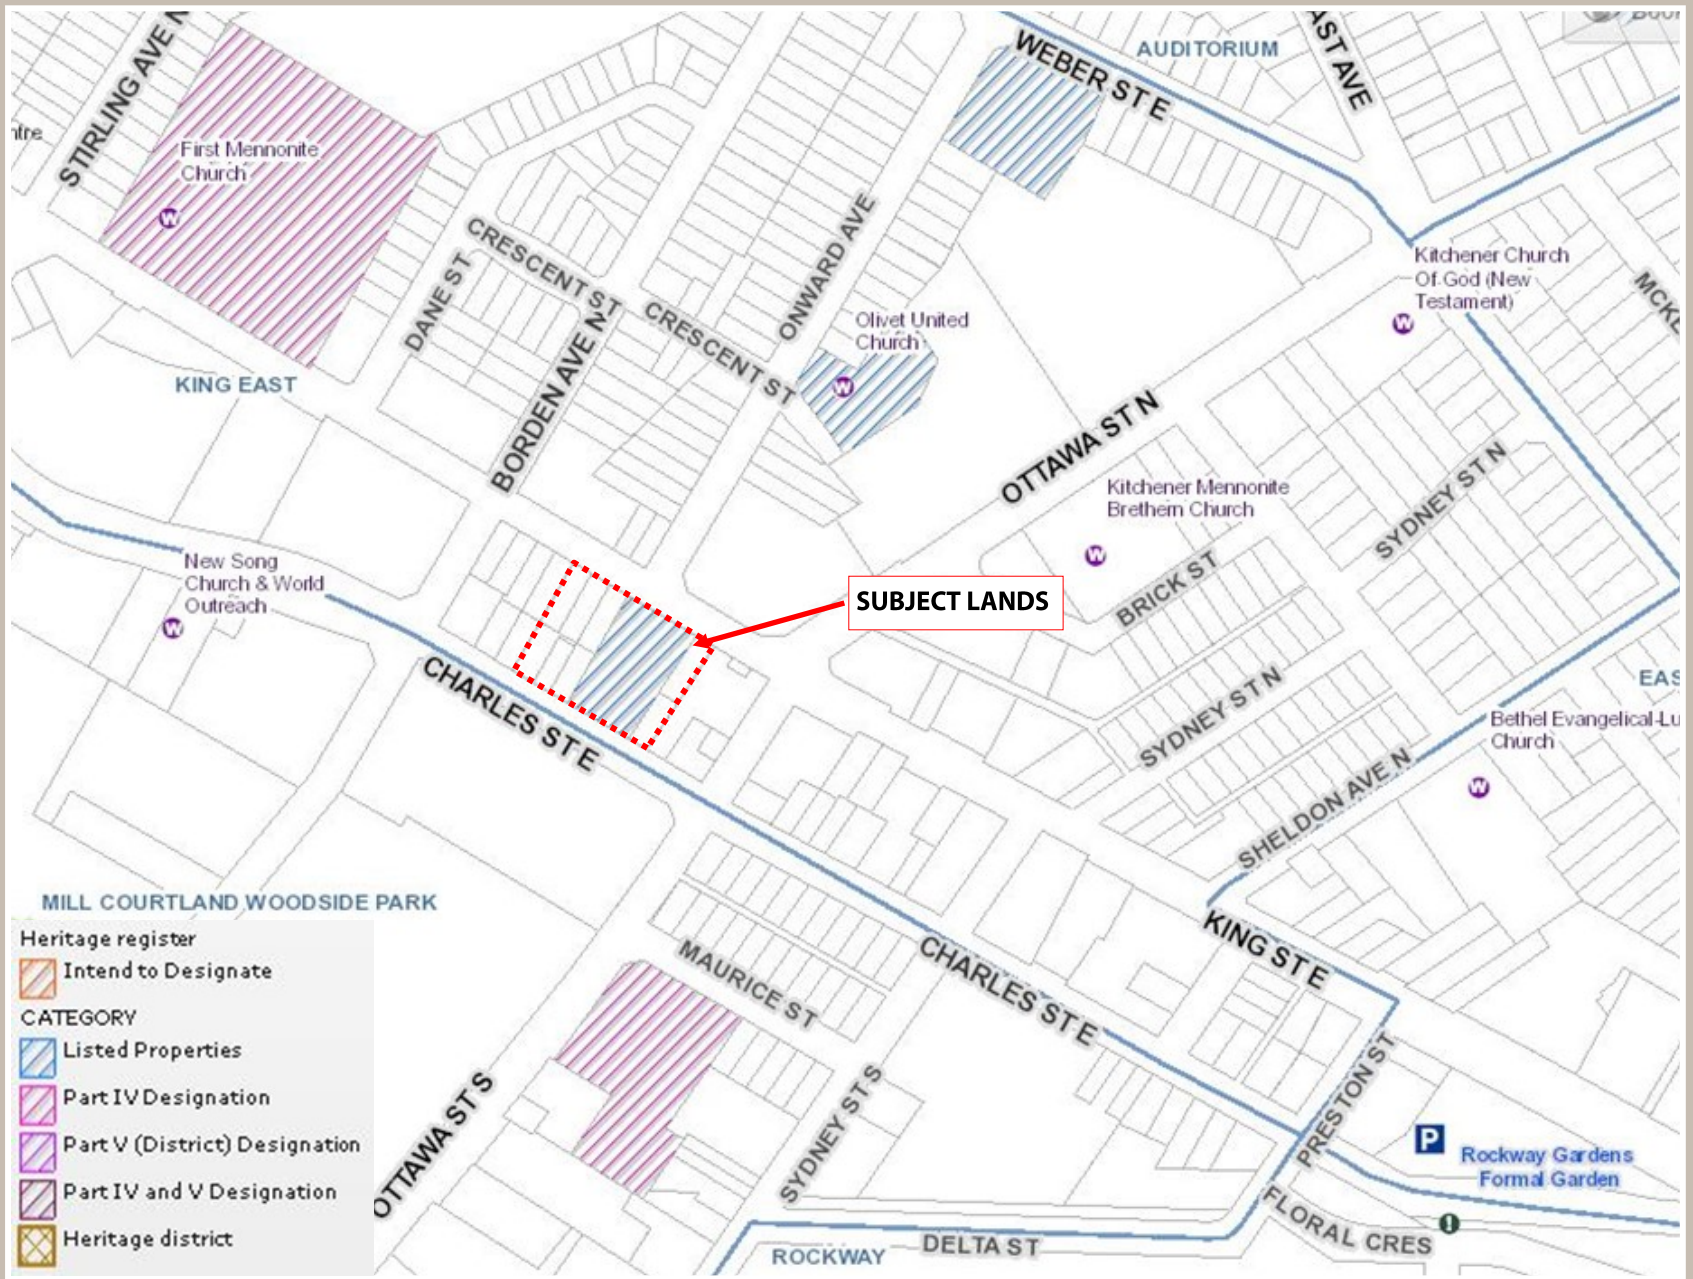 STIRLING AVE N
WEBER ST E
AUDITORIUM
AST AVE
ntre
First Mennonite
Church
W
CRESCENT ST
DANE ST
ONWARD AVE
CRESCENT ST
BORDEN AVE N
Olivet United
Church
W
Kitchener Church
Of God (New
Testament)
W
MCKE
KING EAST
OTTAWA ST N
Kitchener Mennonite
Brethern Church
W
SYDNEY ST N
BRICK ST
New Song
Church & World
Outreach
W
SUBJECT LANDS
CHARLES ST E
SYDNEY ST N
EAS
Bethel Evangelical-Lu
Church
W
SHELDON AVE N
MILL COURTLAND WOODSIDE PARK
KING ST E
MAURICE ST
CHARLES ST E
PRESTON ST
SYDNEY ST S
OTTAWA ST S
P
Rockway Gardens
Formal Garden
FLORAL CRES
!
DELTA ST
ROCKWAY
Heritage register
Intend to Designate
CATEGORY
Listed Properties
Part IV Designation
Part V (District) Designation
Part IV and V Designation
Heritage district